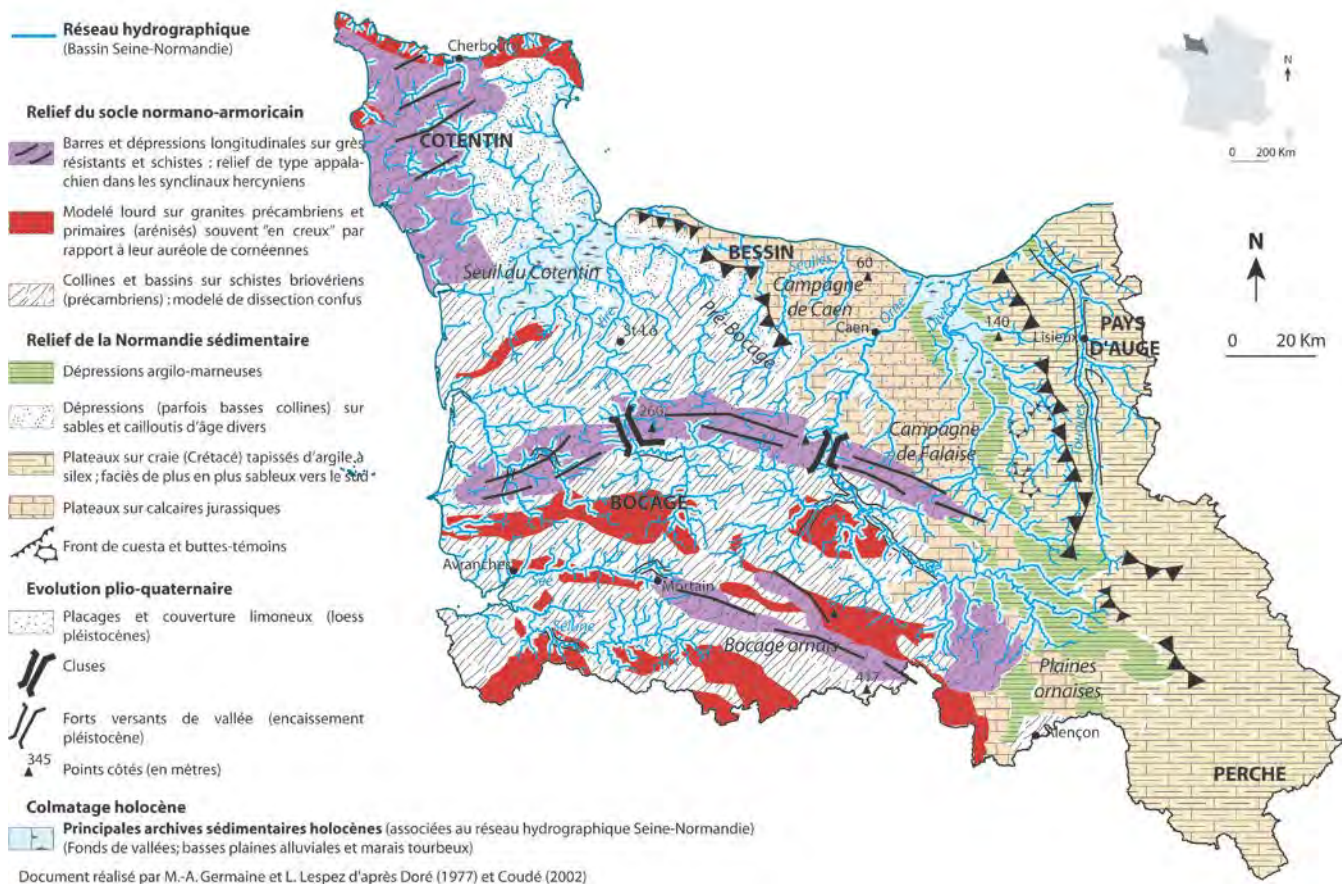 Réseau hydrographique
(Bassin Seine-Normandie)
Relief du socle normano-armoricain
Barres et dépressions longitudinales sur grès
résistants et schistes : relief de type appala-
chien dans les synclinaux hercyniens
Modelé lourd sur granites précambriens et
primaires (arénisés) souvent "en creux" par
rapport à leur auréole de cornéennes
Collines et bassins sur schistes briovériens
(précambriens) : modelé de dissection confus
Relief de la Normandie sédimentaire
Dépressions argilo-marneuses
Dépressions (parfois basses collines) sur
sables et cailloutis d'âge divers
Plateaux sur craie (Crétacé) tapissés d'argile à
silex ; faciès de plus en plus sableux vers le sud
Plateaux sur calcaires jurassiques
Front de cuesta et buttes-témoins
Evolution plio-quaternaire
Placages et couverture limoneux (loess
pléistocènes)
Cluses
Forts versants de vallée (encaissement
pléistocène)
345
Points côtés (en mètres)
Colmatage holocène
Principales archives sédimentaires holocènes (associées au réseau hydrographique Seine-Normandie)
(Fonds de vallées; basses plaines alluviales et marais tourbeux)
Document réalisé par M.-A. Germaine et L. Lespez d'après Doré (1977) et Coudé (2002)
N
0 200 Km
N
0 20 Km
Cherbourg
COTENTIN
Seuil du Cotentin
BESSIN
Seulles
60
Campagne
de Caen
Orne
Caen
Dives
140
Lisieux
PAYS
D'AUGE
Touques
Vire
St-Lô
Pré-Bocage
266
Campagne
de Falaise
BOCAGE
Avranches
Sée
Mortain
Sélune
Bocage ornais
417
Plaines
ornaises
Alençon
PERCHE